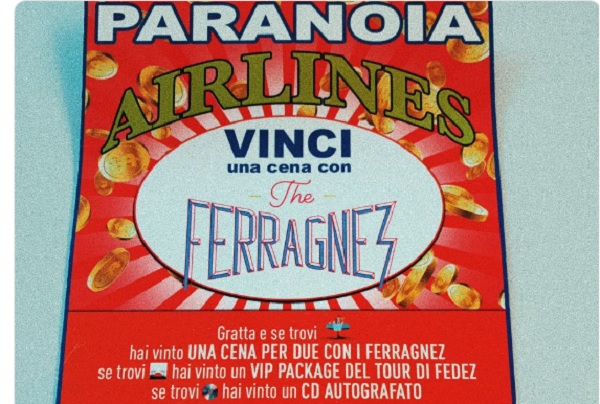 PARANOIA
AIRLINES
VINCI
una cena con
The
FERRAGNEZ
Gratta e se trovi
hai vinto UNA CENA PER DUE CON I FERRAGNEZ
se trovi hai vinto un VIP PACKAGE DEL TOUR DI FEDEZ
se trovi hai vinto un CD AUTOGRAFATO